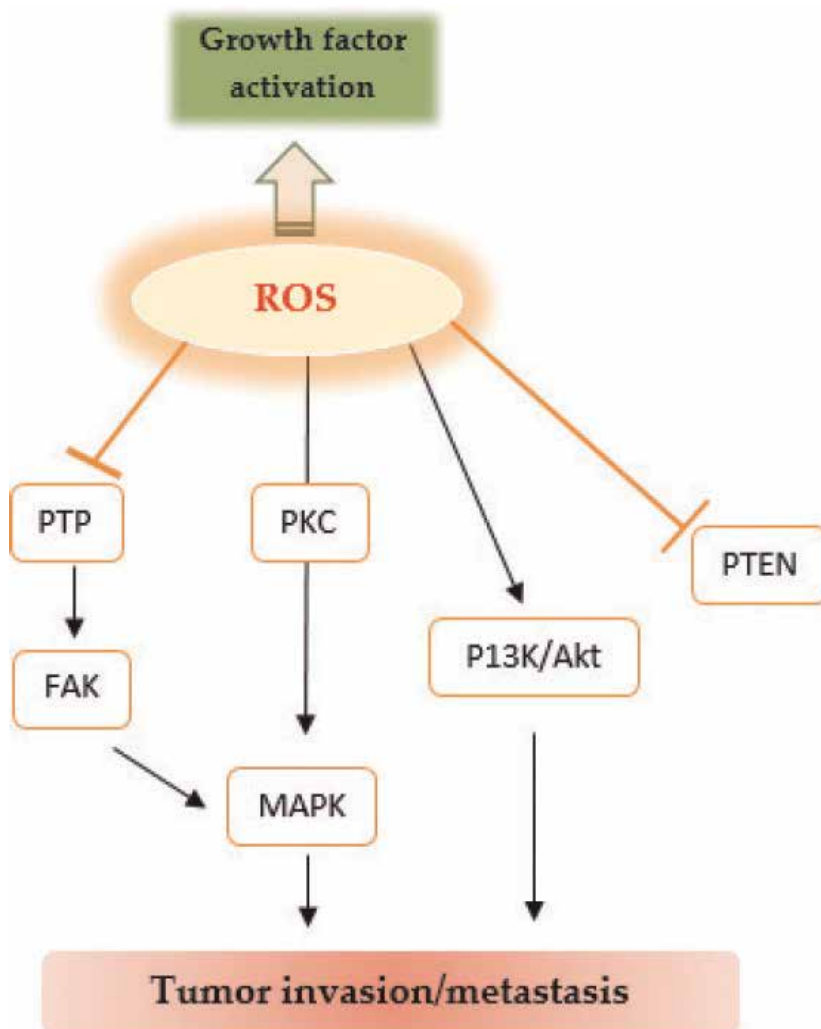 Growth factor
activation
ROS
PTP
PKC
PTEN
FAK
P13K/Akt
MAPK
Tumor invasion/metastasis